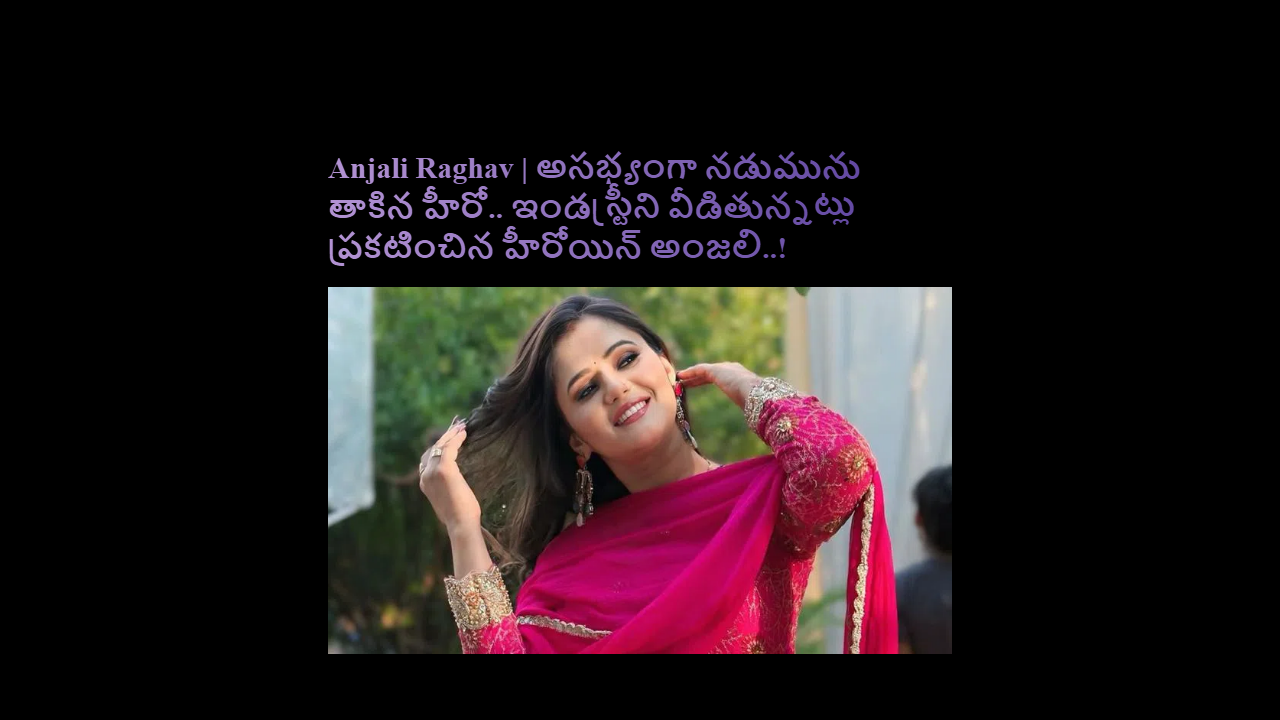 Anjali Raghav | అసభ్యంగా నడుమును
తాకిన హీరో.. ఇండస్ట్రీని వీడితున్నట్లు
ప్రకటించిన హీరోయిన్ అంజలి..!